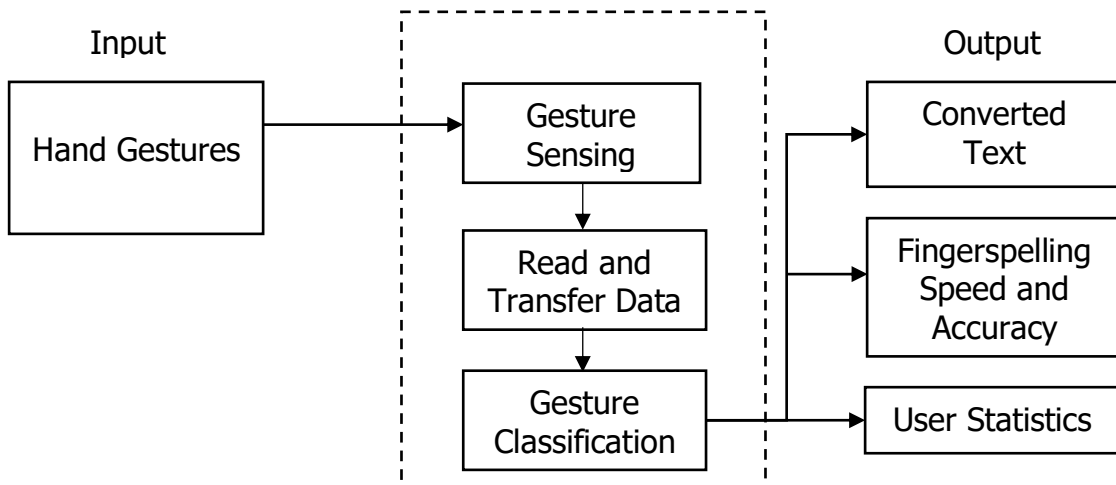 Input
Hand Gestures
Gesture
Sensing
Read and
Transfer Data
Gesture
Classification
Output
Converted
Text
Fingerspelling
Speed and
Accuracy
User Statistics